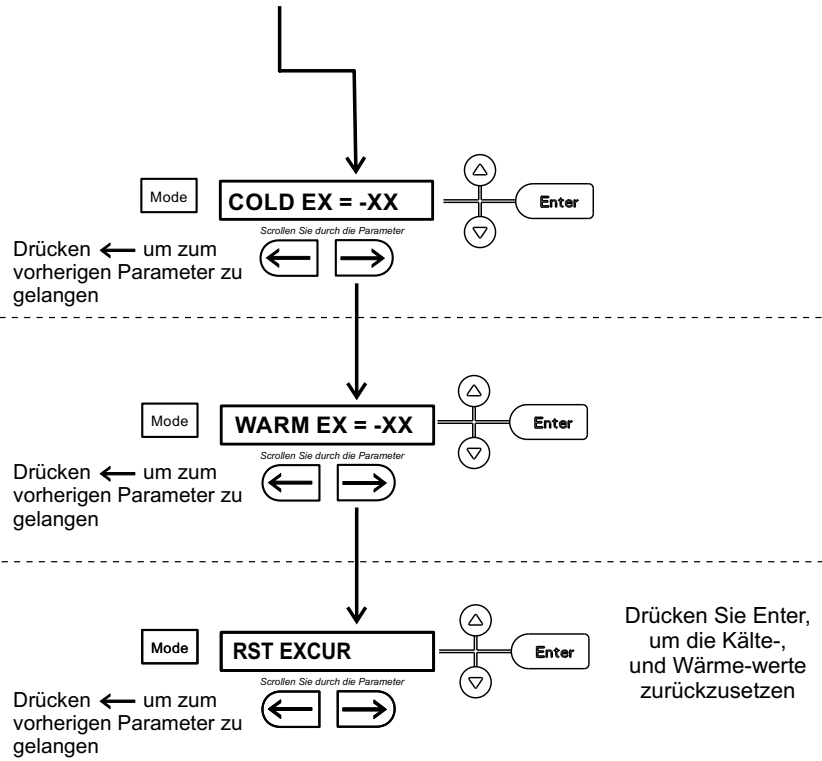 Mode
COLD EX = -XX
Enter
Scrollen Sie durch die Parameter
Drücken ← um zum
vorherigen Parameter zu
gelangen
Mode
WARM EX = -XX
Enter
Scrollen Sie durch die Parameter
Drücken ← um zum
vorherigen Parameter zu
gelangen
Mode
RST EXCUR
Enter
Drücken Sie Enter,
um die Kälte-,
und Wärme-werte
zurückzusetzen
Scrollen Sie durch die Parameter
Drücken ← um zum
vorherigen Parameter zu
gelangen